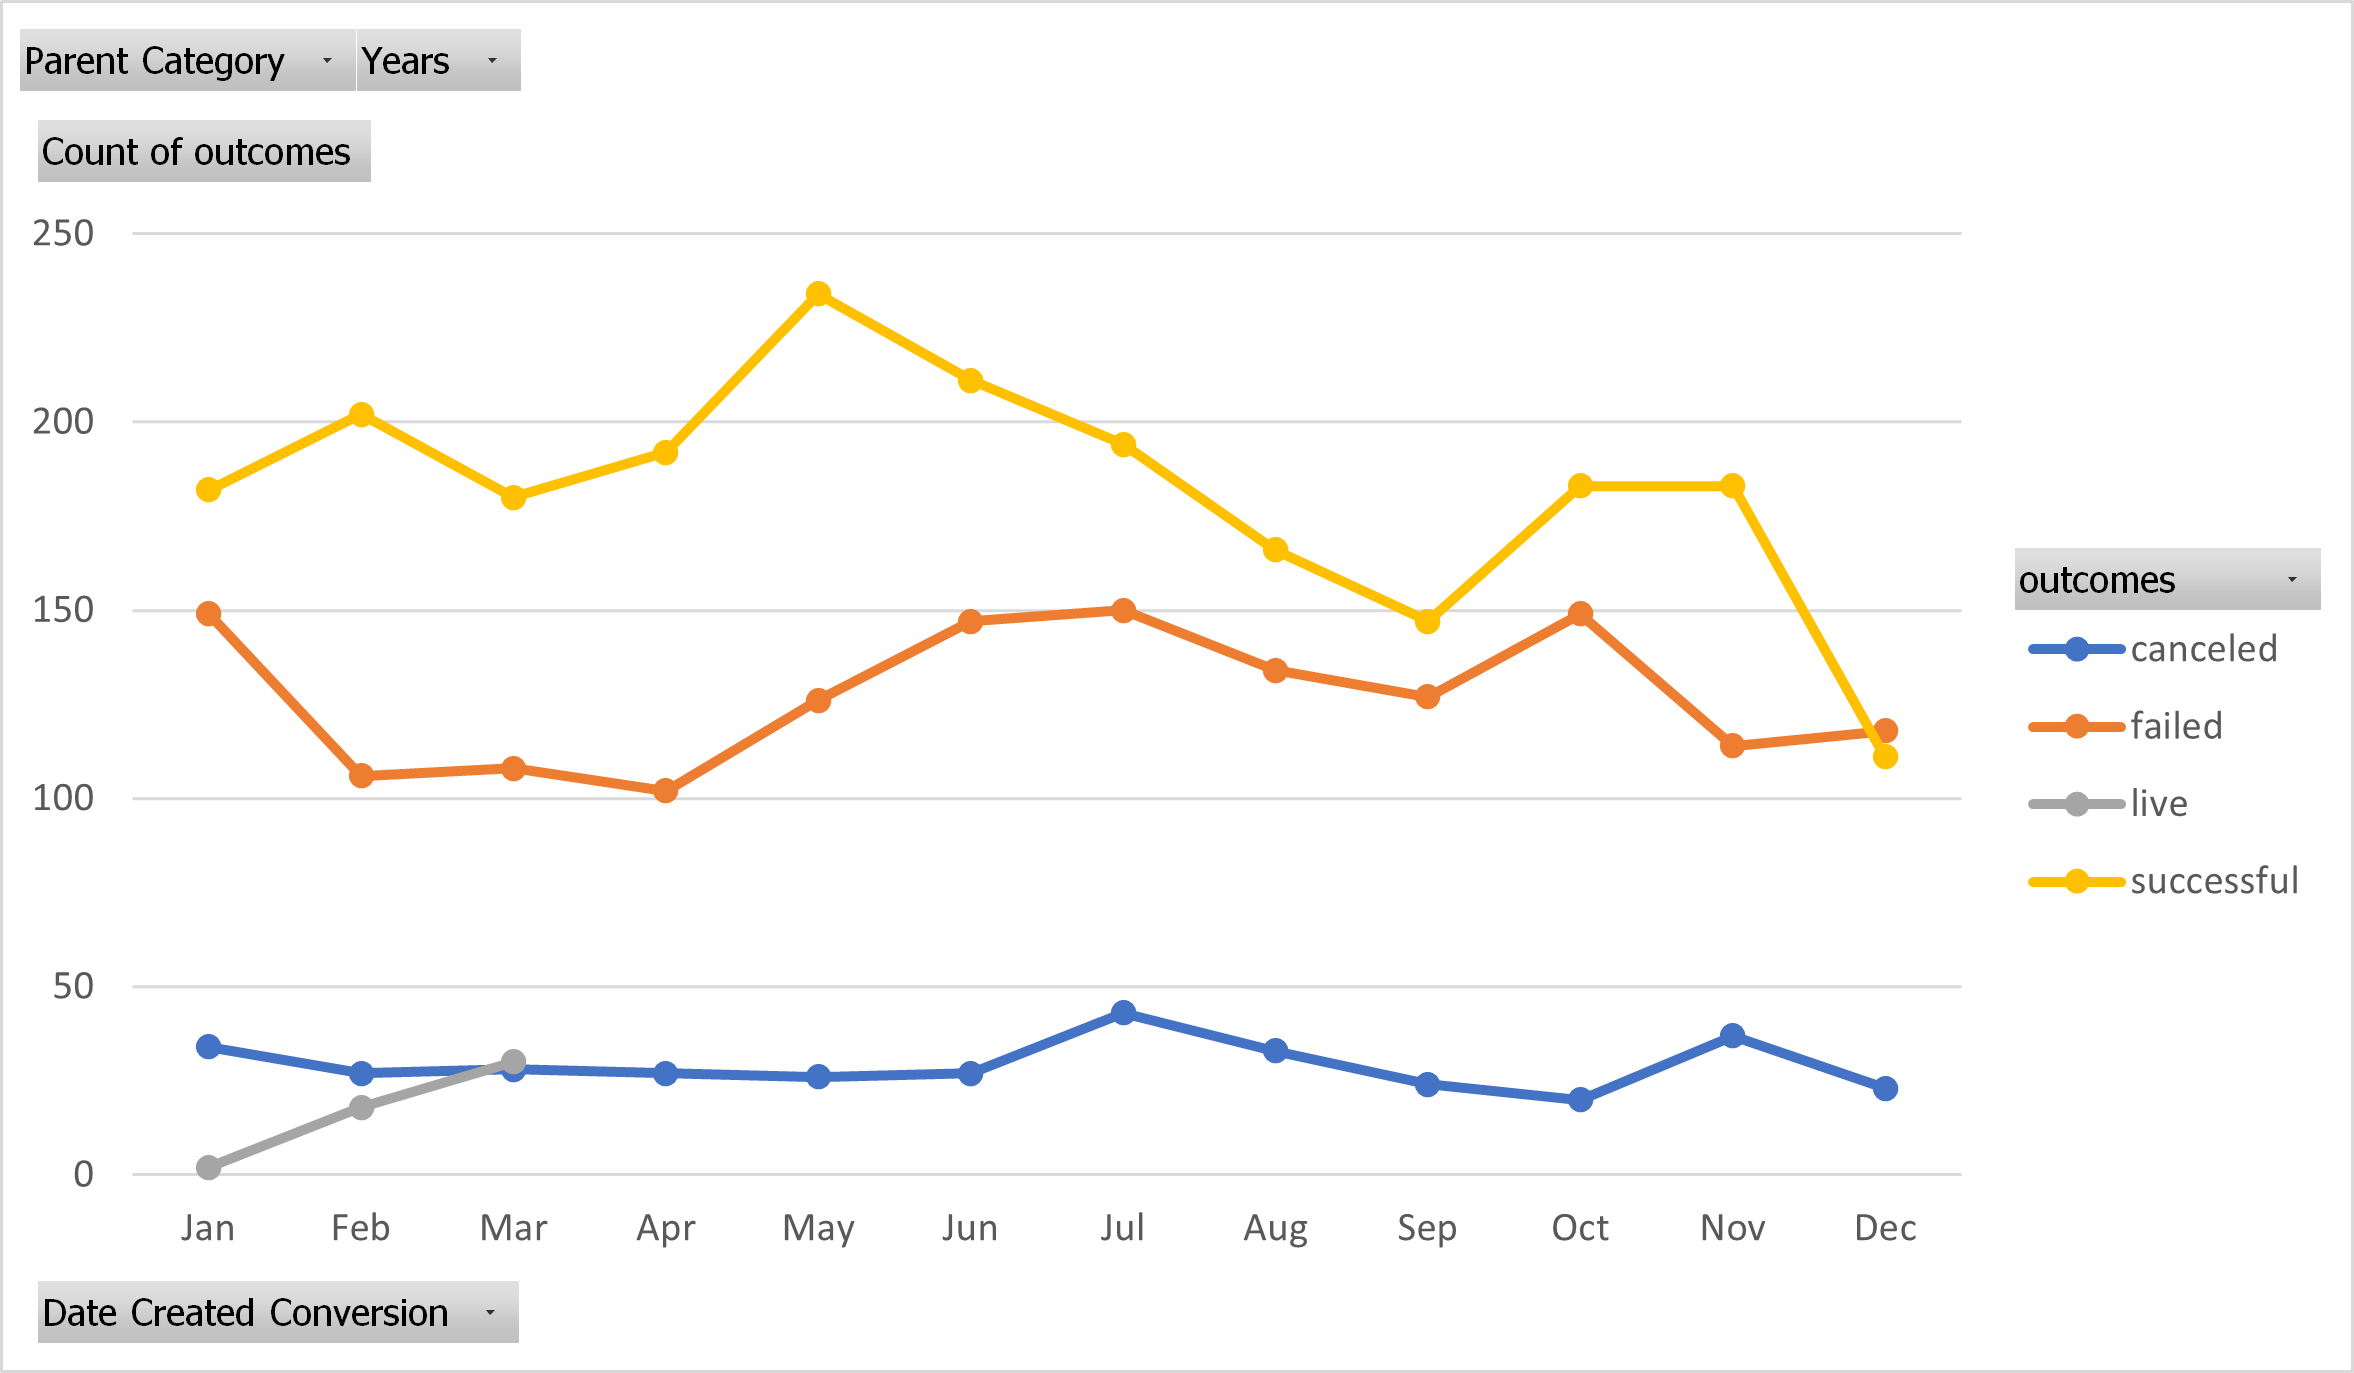 Parent Category Years
Count of outcomes
250
200
150
100
50
0
Jan Feb Mar Apr May Jun Jul Aug Sep Oct Nov Dec
Date Created Conversion
outcomes
canceled
failed
live
successful